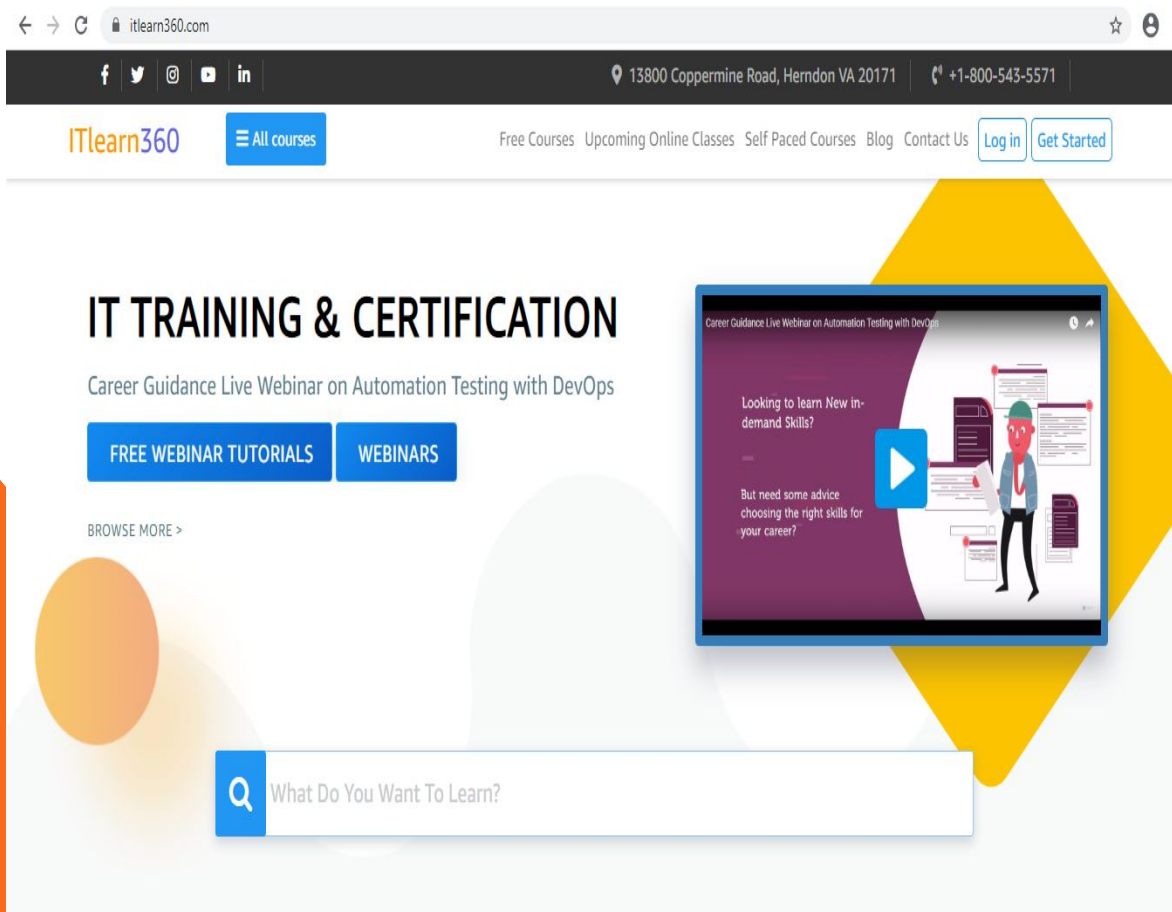 itlearn360.com
13800 Coppermine Road, Herndon VA 20171 +1-800-543-5571
ITlearn360 All courses Free Courses Upcoming Online Classes Self Paced Courses Blog Contact Us Log in Get Started
IT TRAINING & CERTIFICATION
Career Guidance Live Webinar on Automation Testing with DevOps
FREE WEBINAR TUTORIALS WEBINARS
BROWSE MORE >
Career Guidance Live Webinar on Automation Testing with DevOps
Looking to learn New in-
demand Skills?
But need some advice
choosing the right skills for
your career?
What Do You Want To Learn?